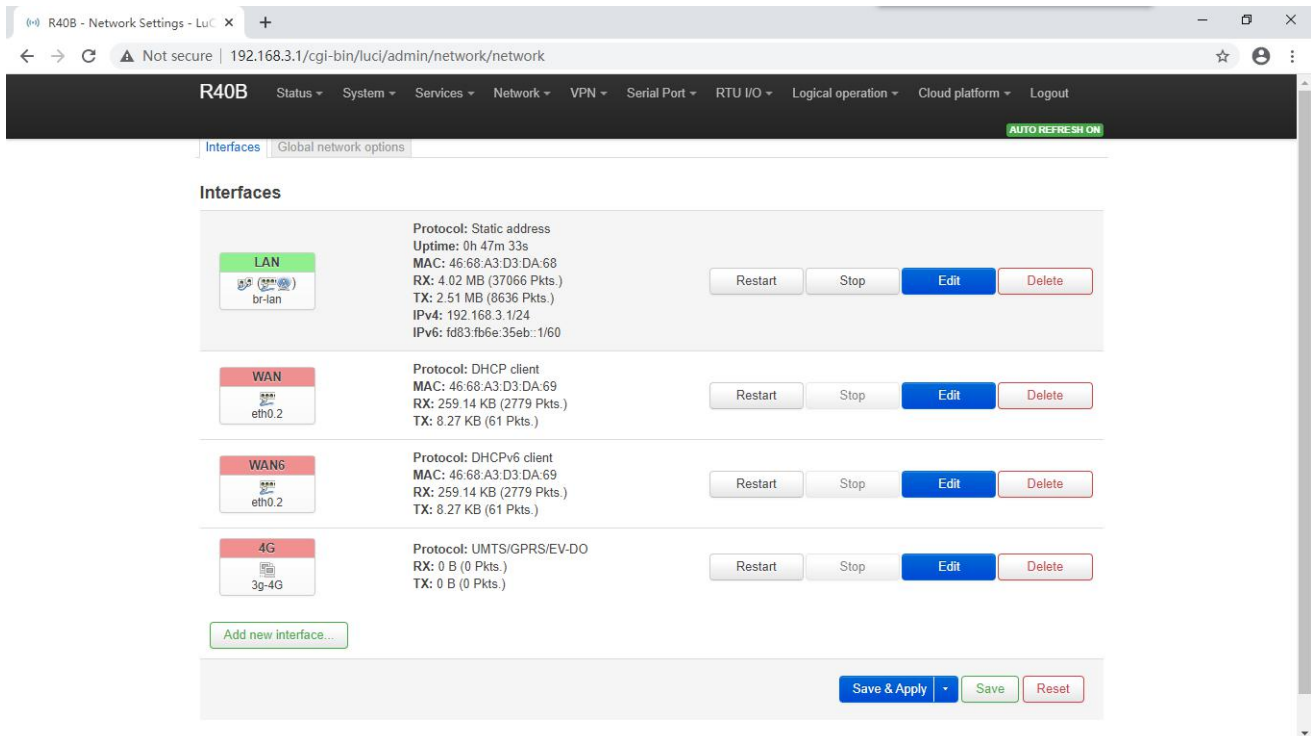 R40B - Network Settings - LuC
Not secure | 192.168.3.1/cgi-bin/luci/admin/network/network
R40B Status System Services Network VPN Serial Port RTU I/O Logical operation Cloud platform Logout
AUTO REFRESH ON
Interfaces Global network options
Interfaces
LAN
br-lan
Protocol: Static address
Uptime: 0h 47m 33s
MAC: 46:68:A3:D3:DA:68
RX: 4.02 MB (37066 Pkts.)
TX: 2.51 MB (8636 Pkts.)
IPv4: 192.168.3.1/24
IPv6: fd83:fb6e:35eb::1/60
Restart Stop Edit Delete
WAN
eth0.2
Protocol: DHCP client
MAC: 46:68:A3:D3:DA:69
RX: 259.14 KB (2779 Pkts.)
TX: 8.27 KB (61 Pkts.)
Restart Stop Edit Delete
WAN6
eth0.2
Protocol: DHCPv6 client
MAC: 46:68:A3:D3:DA:69
RX: 259.14 KB (2779 Pkts.)
TX: 8.27 KB (61 Pkts.)
Restart Stop Edit Delete
4G
3g-4G
Protocol: UMTS/GPRS/EV-DO
RX: 0 B (0 Pkts.)
TX: 0 B (0 Pkts.)
Restart Stop Edit Delete
Add new interface...
Save & Apply Save Reset